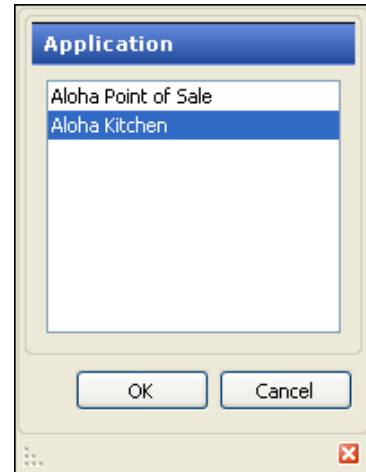 Application
Aloha Point of Sale
Aloha Kitchen
OK
Cancel